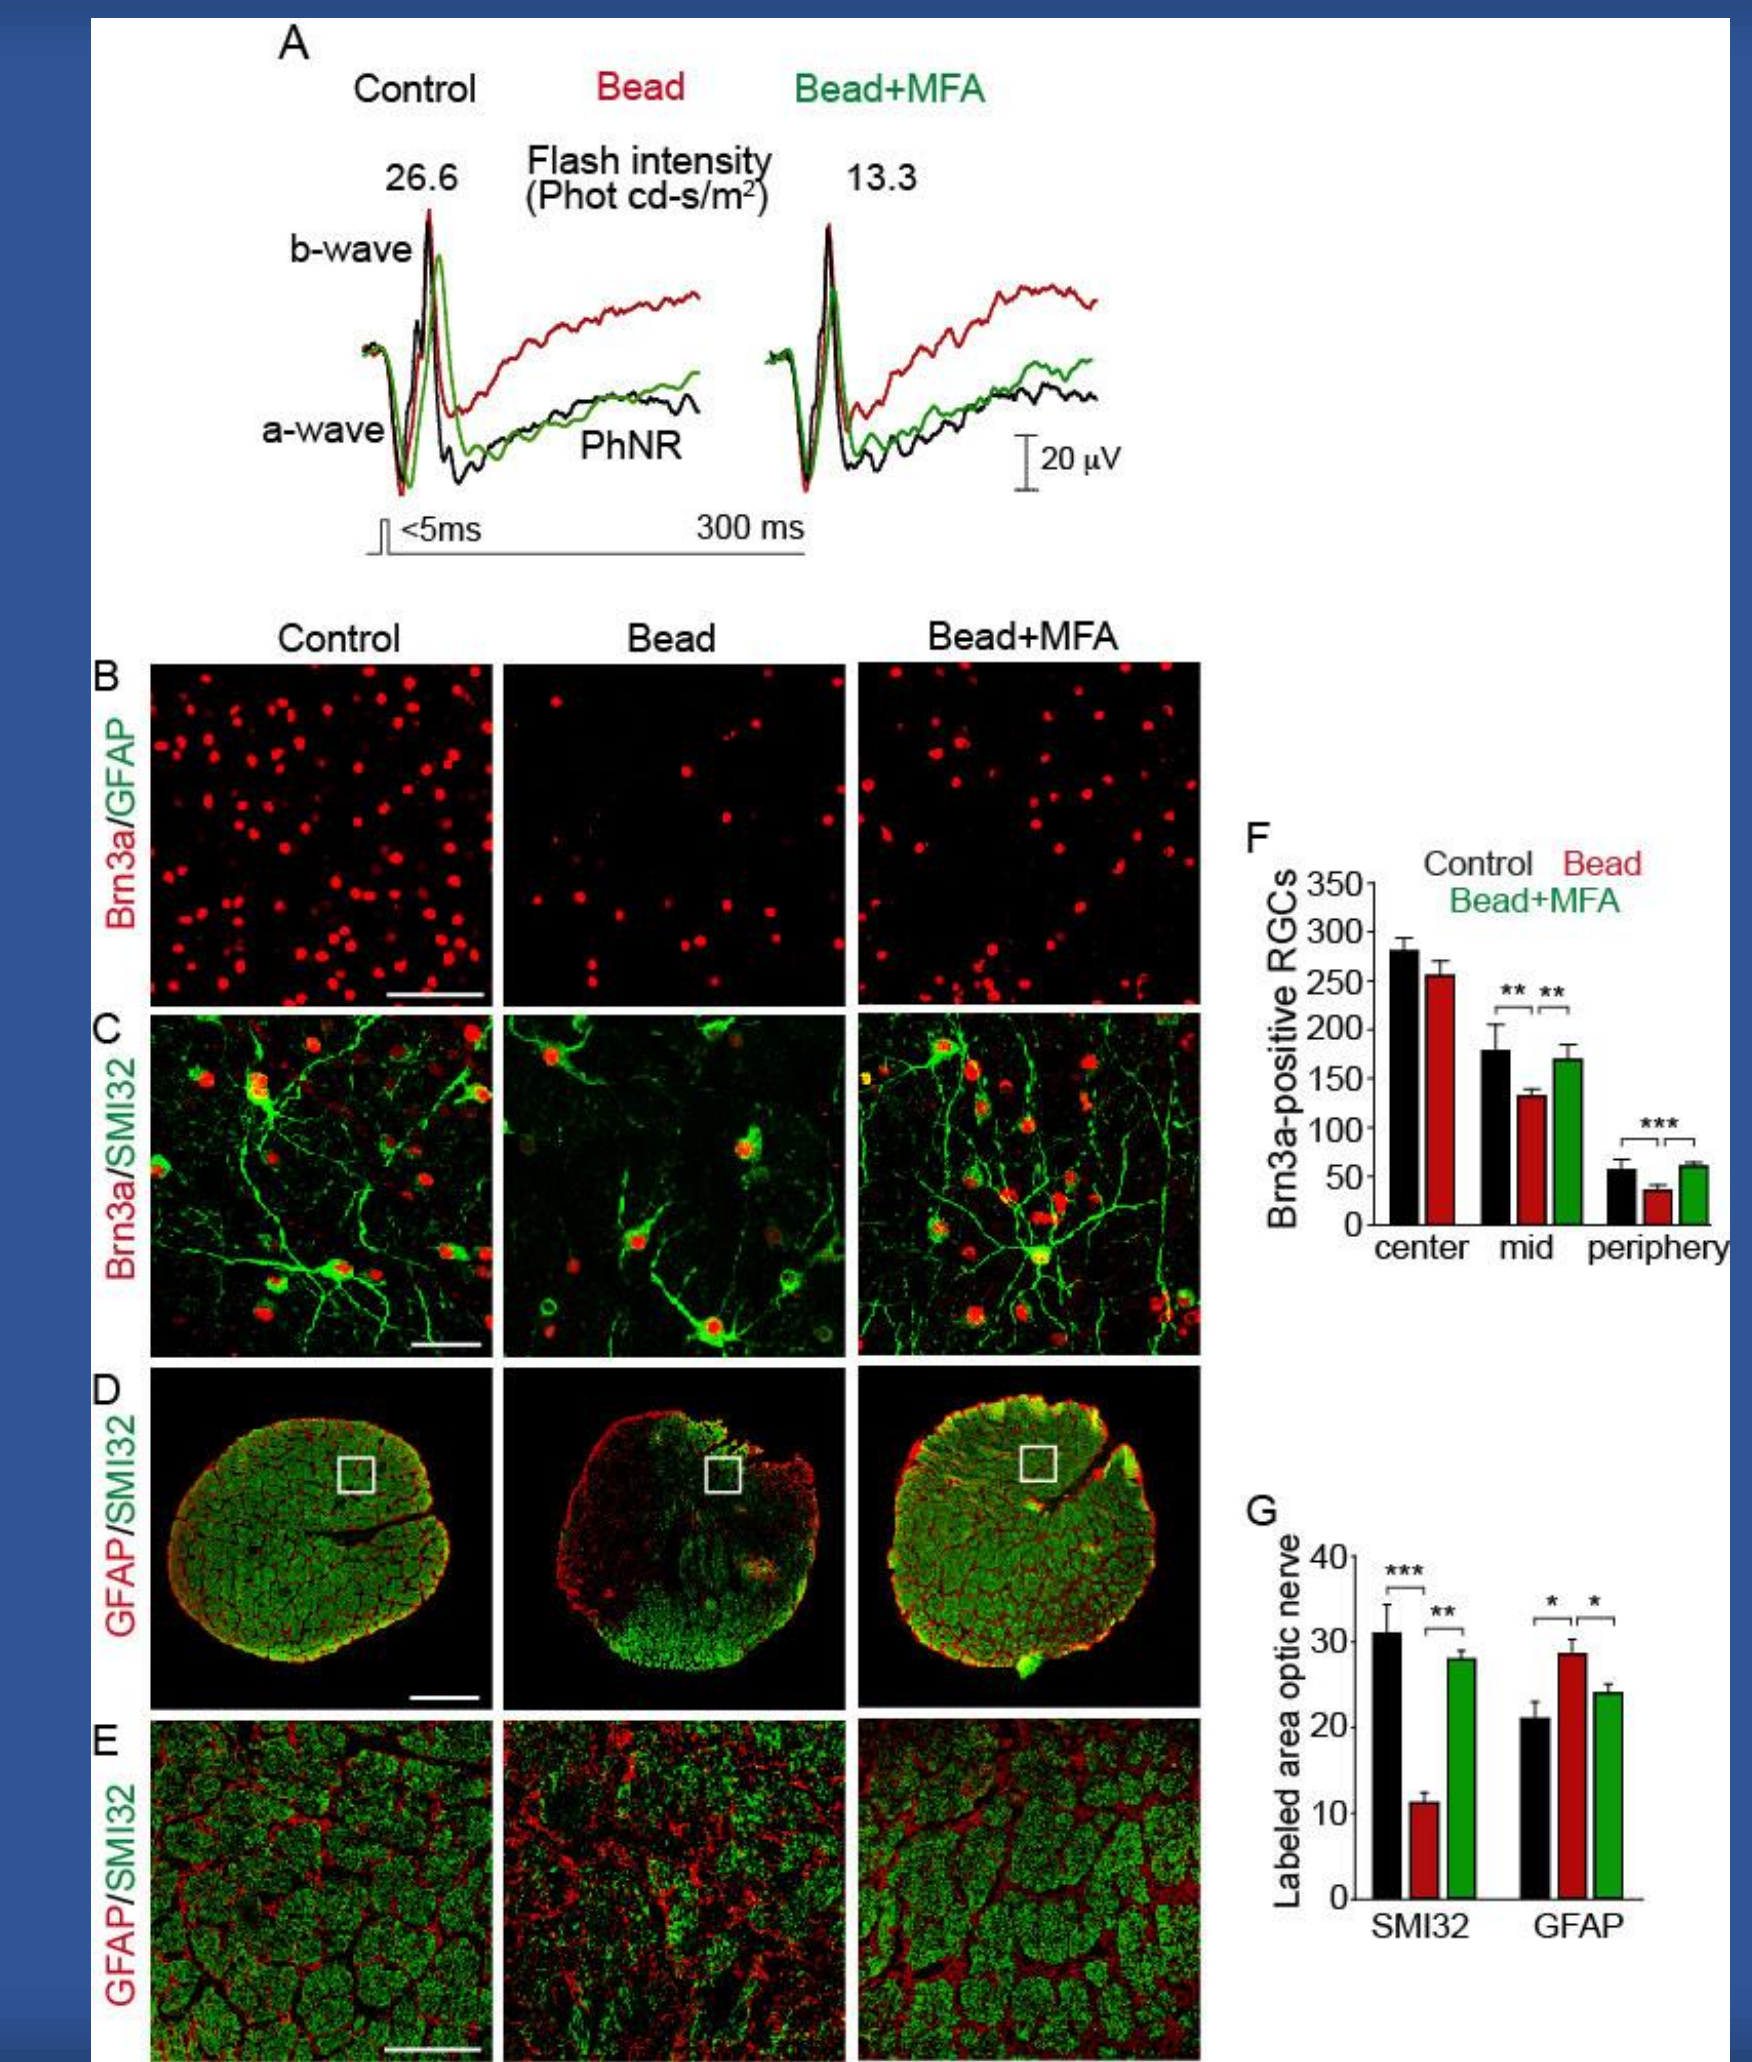 A
Control Bead Bead+MFA
26.6 Flash intensity 13.3
(Phot cd-s/m²)
b-wave
a-wave
PhNR
20 µV
<5ms 300 ms
Control Bead Bead+MFA
B
Brn3a/GFAP
C
Brn3a/SMI32
D
GFAP/SMI32
E
GFAP/SMI32
F
Control Bead
Bead+MFA
Brn3a-positive RGCs
350
300
250
200
150
100
50
0
** **
***
center mid periphery
G
Labeled area optic nerve
40
30
20
10
0
***
**
* *
SMI32 GFAP